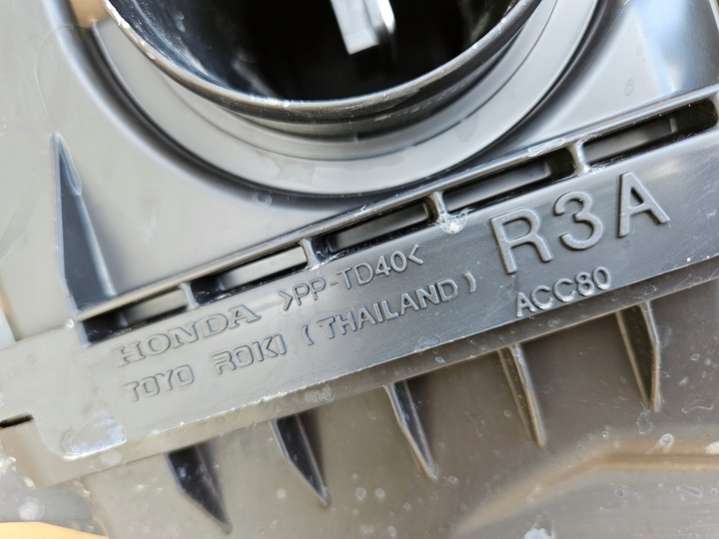 HONDA >PP-TD40< R3A
TOYO ROKI (THAILAND) ACC80